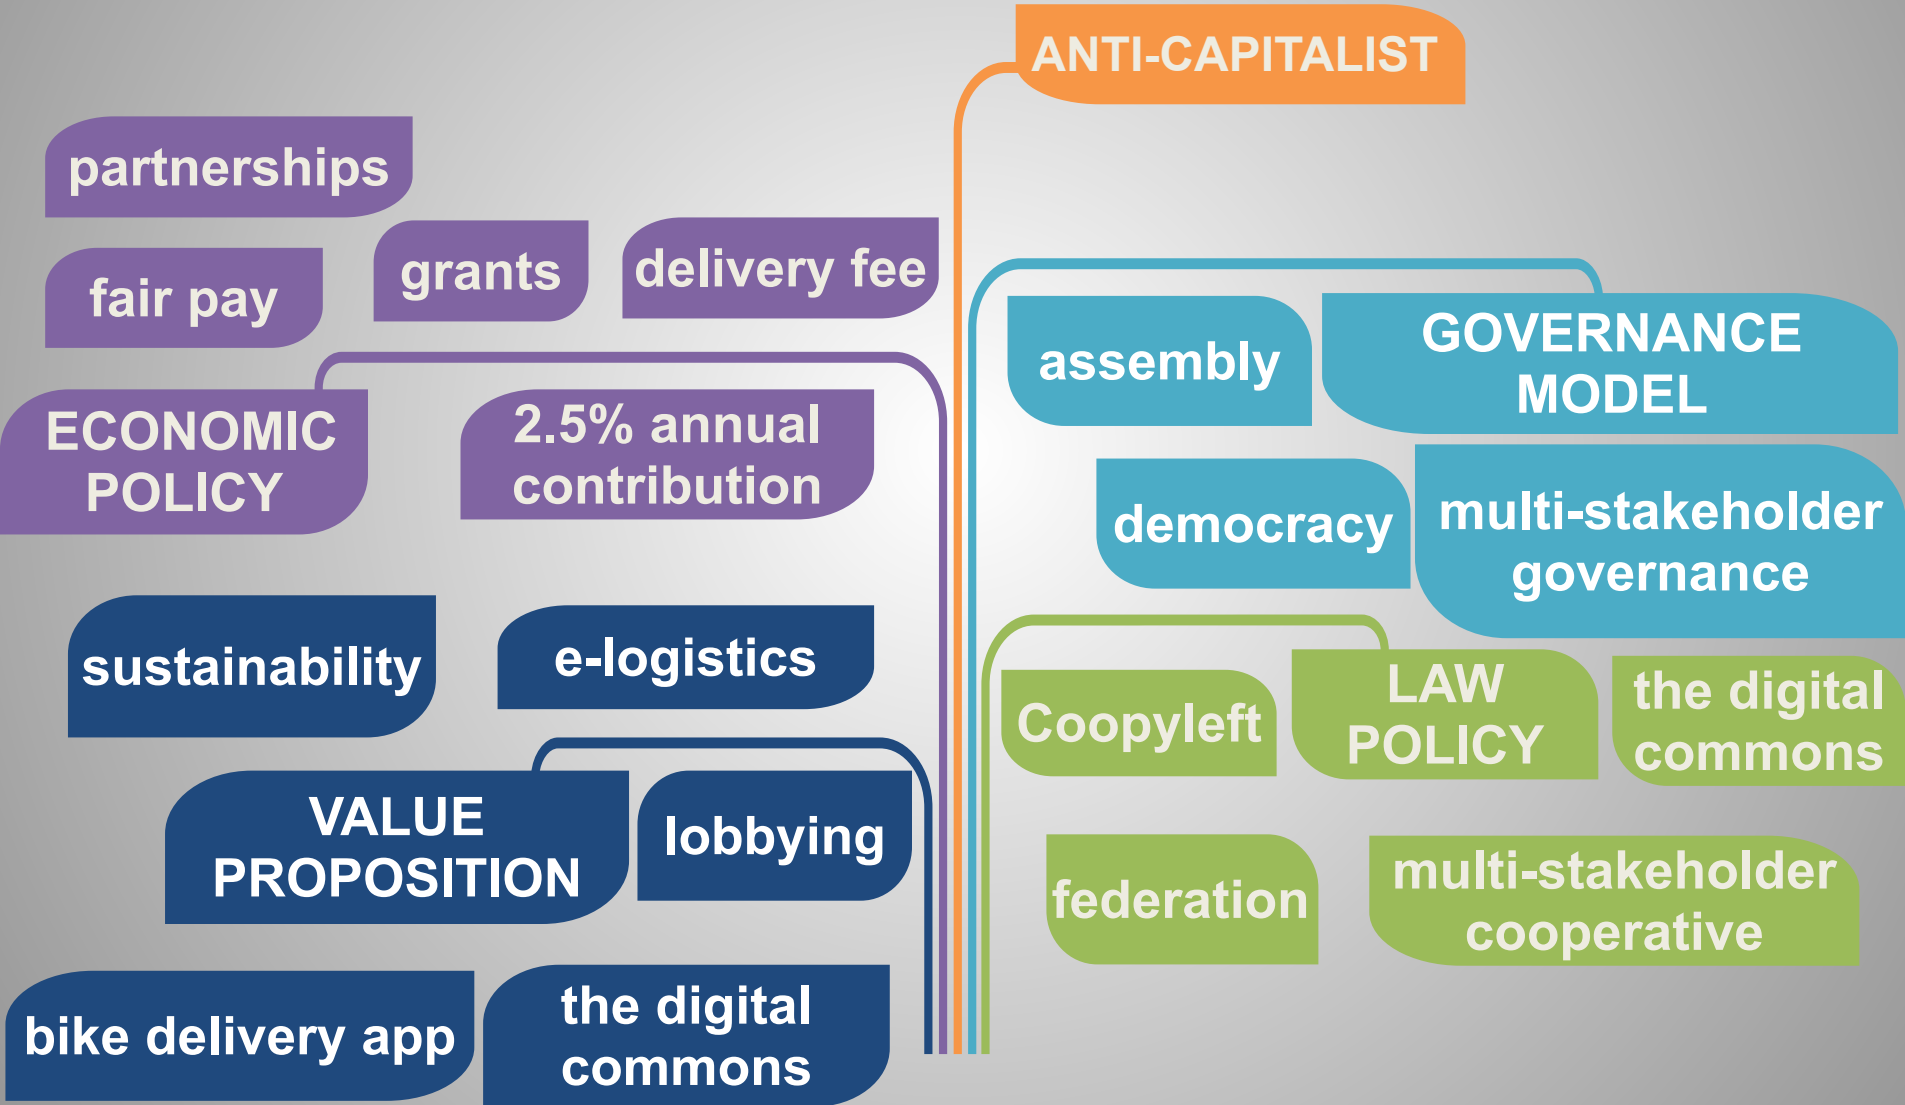 ANTI-CAPITALIST
partnerships
grants
delivery fee
fair pay
ECONOMIC
POLICY
2.5% annual
contribution
assembly
GOVERNANCE
MODEL
democracy
multi-stakeholder
governance
sustainability
e-logistics
VALUE
PROPOSITION
lobbying
bike delivery app
the digital
commons
Coopyleft
LAW
POLICY
the digital
commons
federation
multi-stakeholder
cooperative